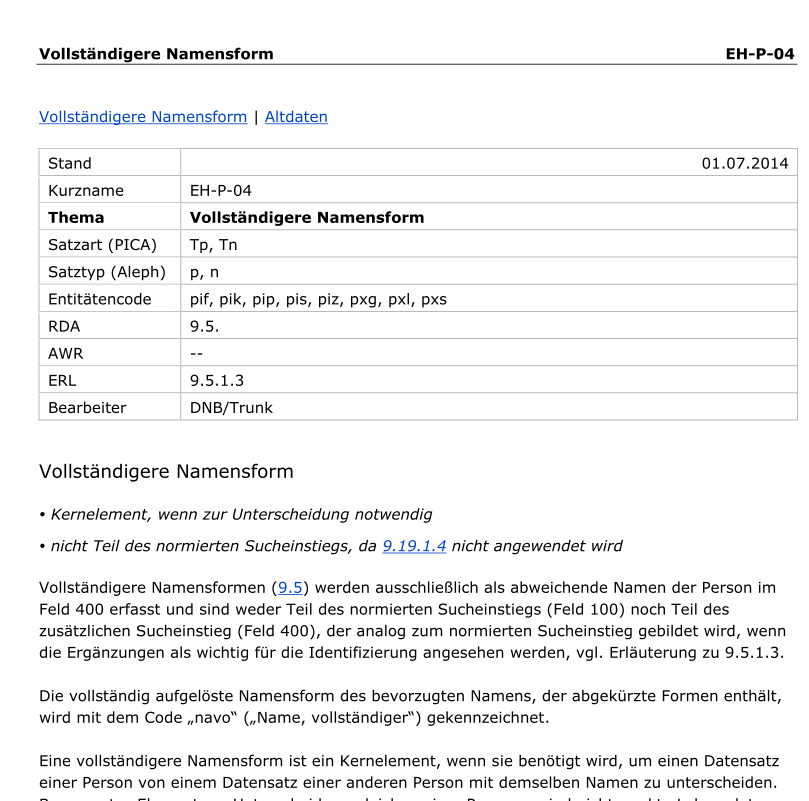 Vollständigere Namensform EH-P-04
Vollständigere Namensform | Altdaten
Stand 01.07.2014
Kurzname EH-P-04
Thema Vollständigere Namensform
Satzart (PICA) Tp, Tn
Satztyp (Aleph) p, n
Entitätencode pif, pik, pip, pis, piz, pxg, pxl, pxs
RDA 9.5.
AWR --
ERL 9.5.1.3
Bearbeiter DNB/Trunk
Vollständigere Namensform
• Kernelement, wenn zur Unterscheidung notwendig
• nicht Teil des normierten Sucheinstiegs, da 9.19.1.4 nicht angewendet wird
Vollständigere Namensformen (9.5) werden ausschließlich als abweichende Namen der Person im
Feld 400 erfasst und sind weder Teil des normierten Sucheinstiegs (Feld 100) noch Teil des
zusätzlichen Sucheinstieg (Feld 400), der analog zum normierten Sucheinstieg gebildet wird, wenn
die Ergänzungen als wichtig für die Identifizierung angesehen werden, vgl. Erläuterung zu 9.5.1.3.
Die vollständig aufgelöste Namensform des bevorzugten Namens, der abgekürzte Formen enthält,
wird mit dem Code „navo“ („Name, vollständiger“) gekennzeichnet.
Eine vollständigere Namensform ist ein Kernelement, wenn sie benötigt wird, um einen Datensatz
einer Person von einem Datensatz einer anderen Person mit demselben Namen zu unterscheiden.